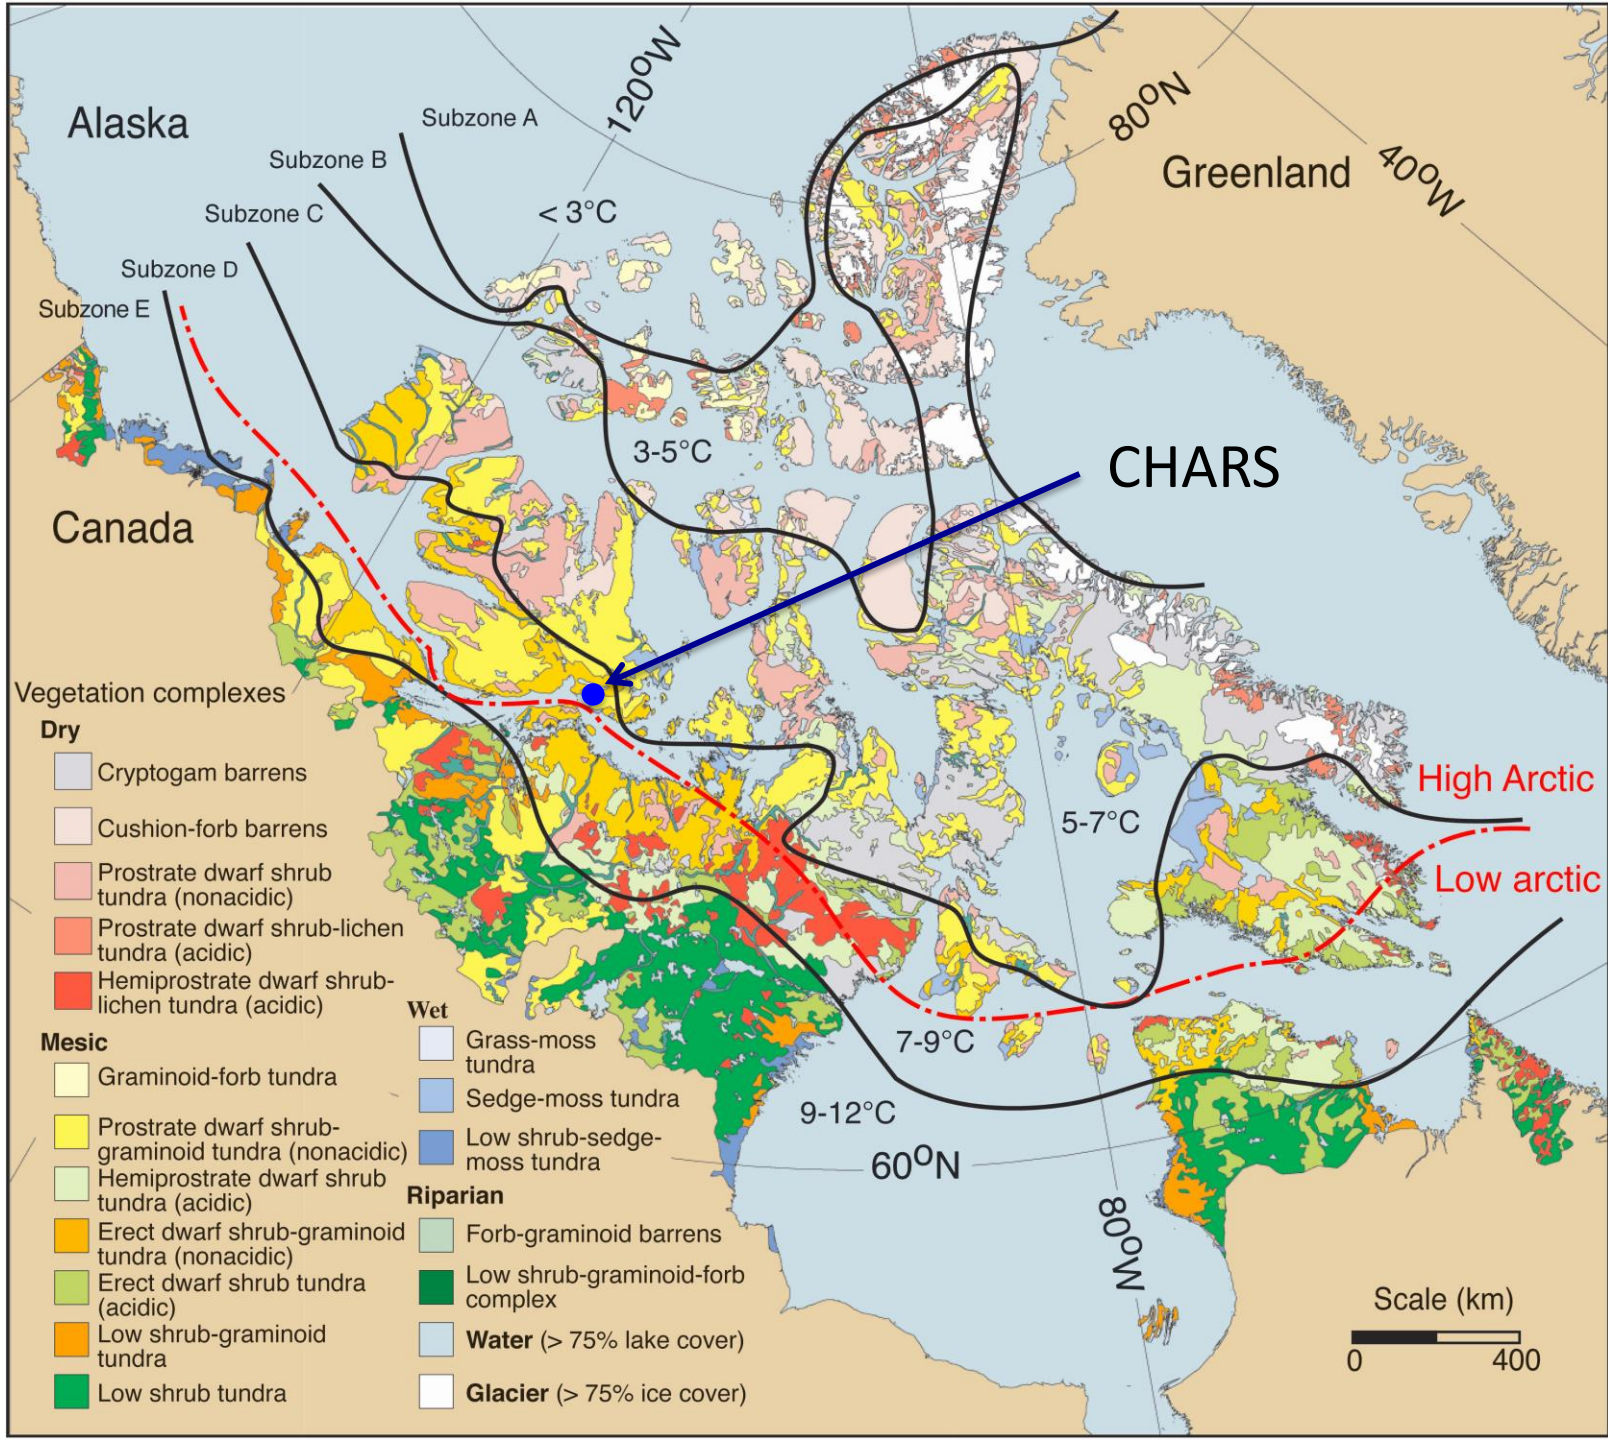 Alaska
Subzone A
Subzone B
Subzone C
Subzone D
Subzone E
120°W
< 3°C
80°N
Greenland
40°W
3-5°C
CHARS
Canada
5-7°C
High Arctic
Low arctic
7-9°C
9-12°C
60°N
80°W
Vegetation complexes
Dry
Cryptogam barrens
Cushion-forb barrens
Prostrate dwarf shrub
tundra (nonacidic)
Prostrate dwarf shrub-lichen
tundra (acidic)
Hemiprostrate dwarf shrub-
lichen tundra (acidic)
Mesic
Graminoid-forb tundra
Prostrate dwarf shrub-
graminoid tundra (nonacidic)
Hemiprostrate dwarf shrub
tundra (acidic)
Erect dwarf shrub-graminoid
tundra (nonacidic)
Erect dwarf shrub tundra
(acidic)
Low shrub-graminoid
tundra
Low shrub tundra
Wet
Grass-moss
tundra
Sedge-moss tundra
Low shrub-sedge-
moss tundra
Riparian
Forb-graminoid barrens
Low shrub-graminoid-forb
complex
Water (> 75% lake cover)
Glacier (> 75% ice cover)
Scale (km)
0 400